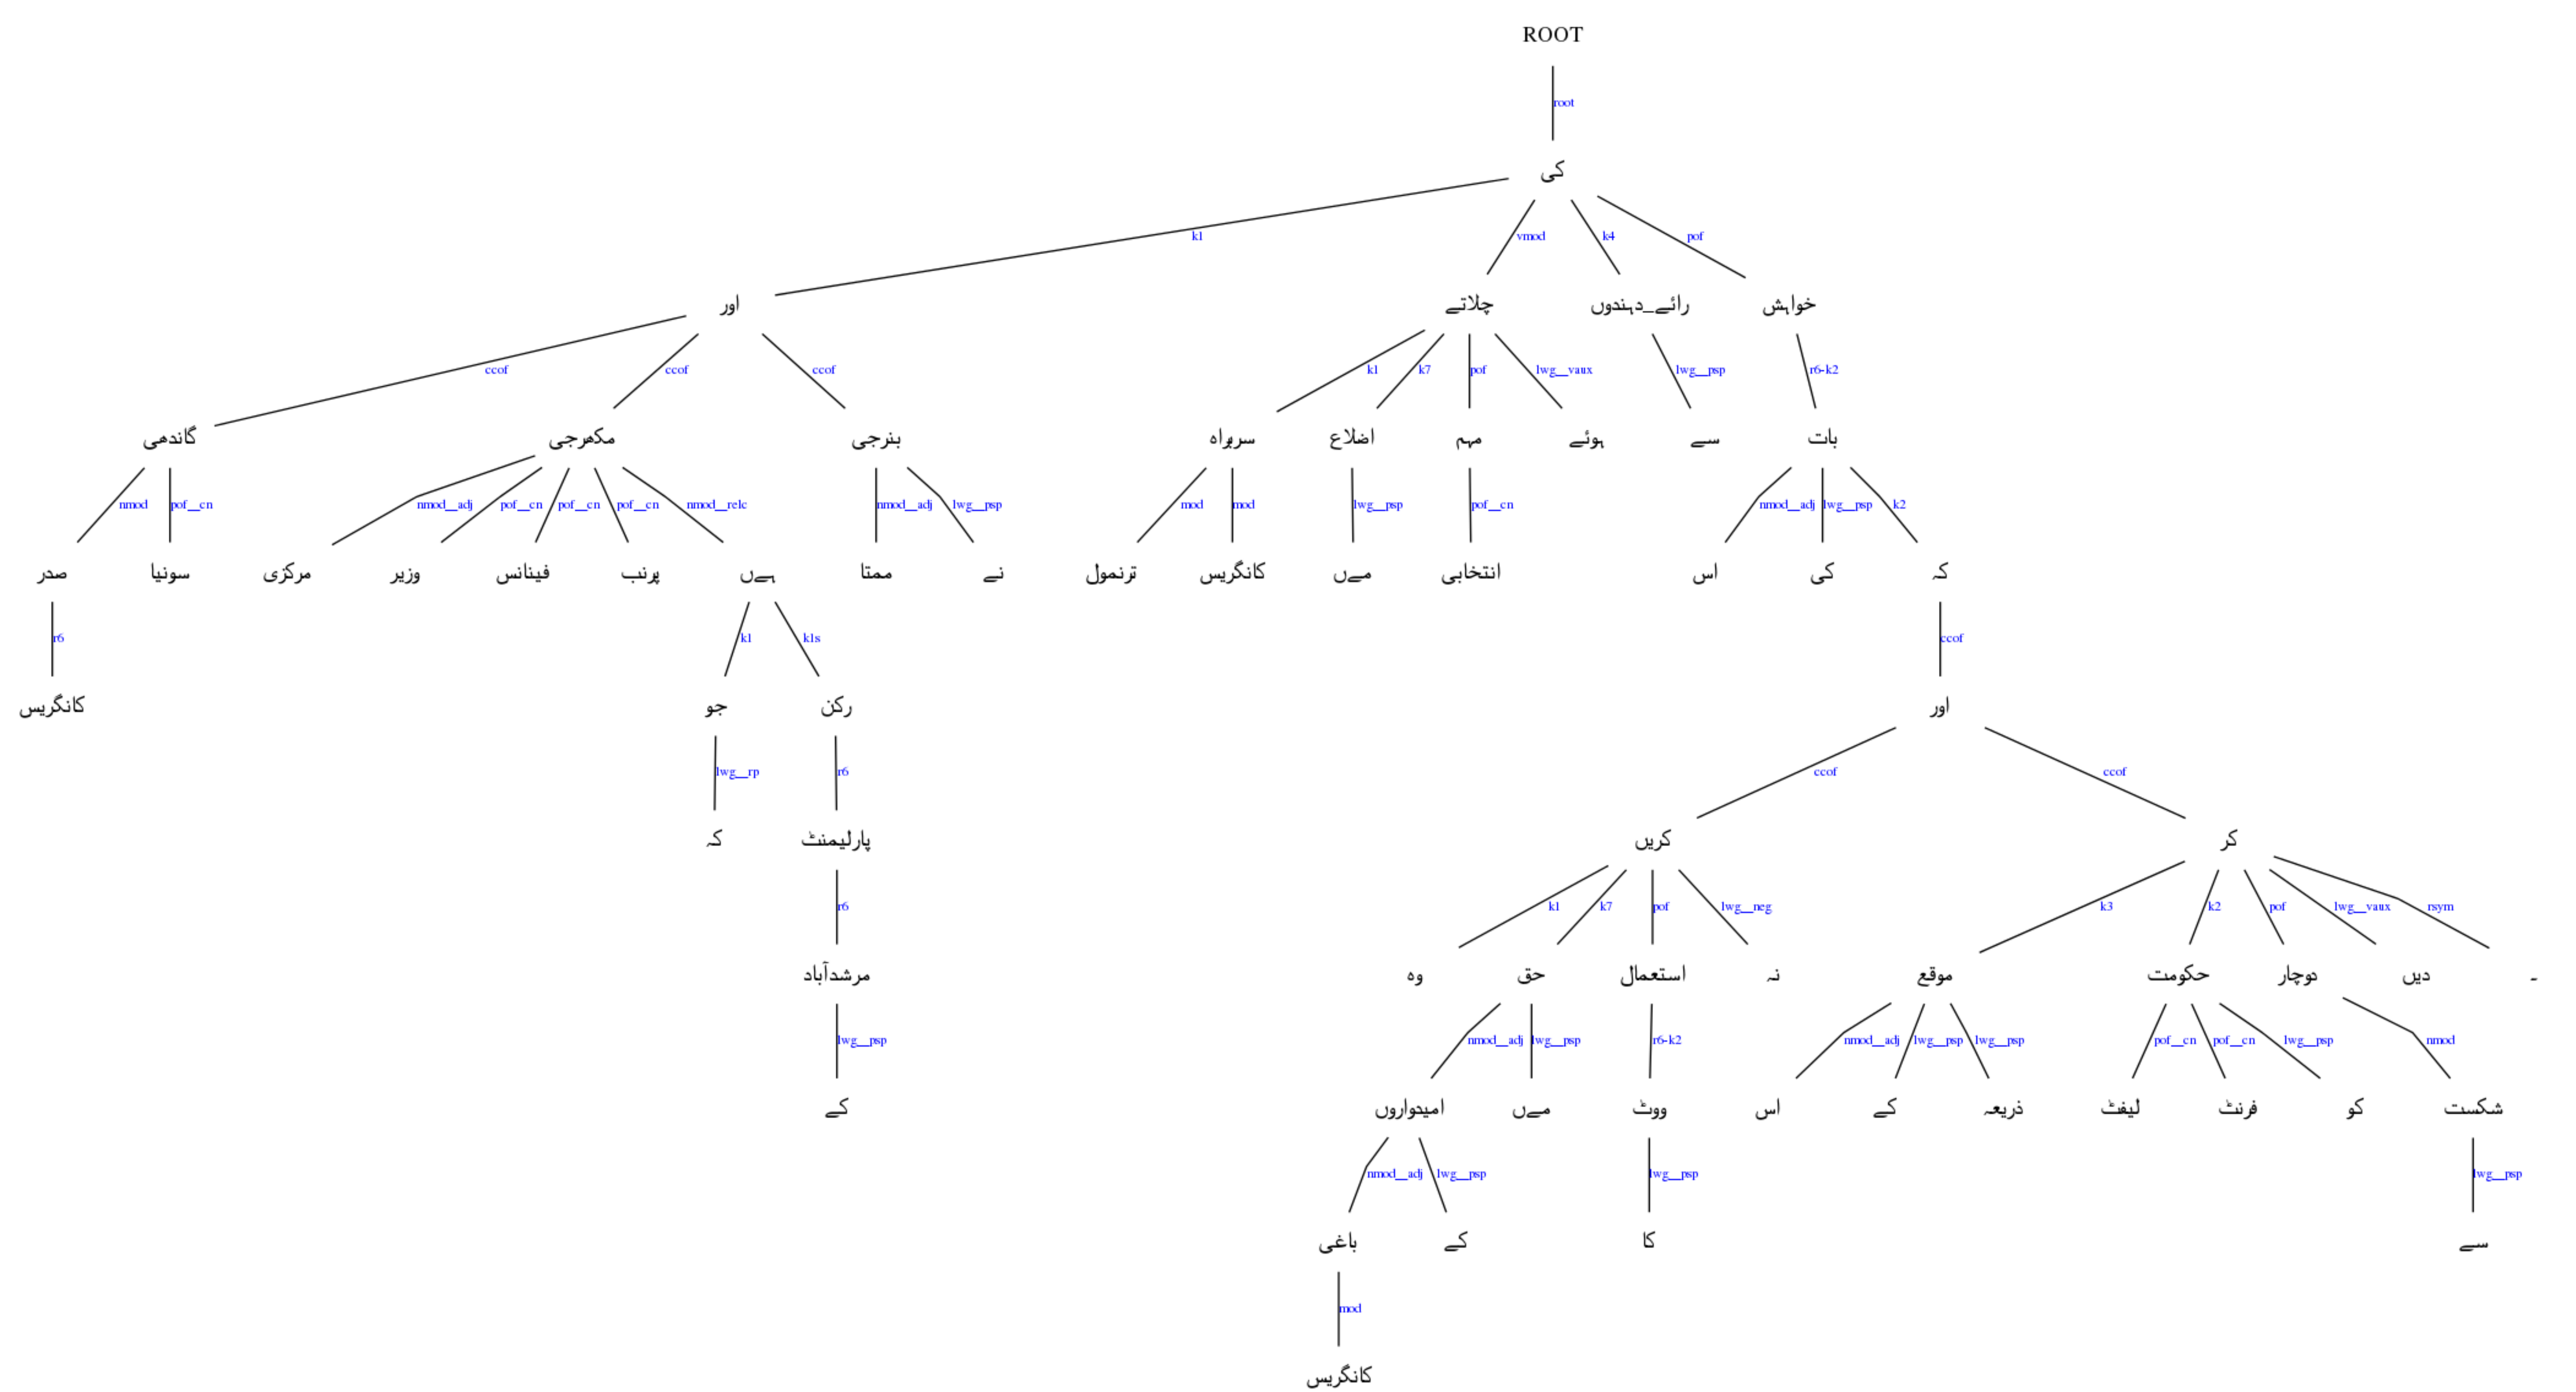 ROOT
root
کی
k1 vmod k4 pof
اور چلاتے رائے_دہندوں خواہش
ccof ccof ccof k1 k7 pof lwg__vaux lwg__psp r6-k2
گاندھی مکھرجی بنرجی سربراہ اضلاع مہم ہوئے سے بات
nmod pof__cn nmod__adj pof__cn pof__cn pof__cn nmod__relc nmod__adj lwg__psp mod mod lwg__psp pof__cn nmod__adj lwg__psp k2
صدر سونیا مرکزی وزیر فینانس پرنب ہےں ممتا نے ترنمول کانگریس مےں انتخابی اس کی کہ
r6 k1 k1s ccof
کانگریس جو رکن اور
lwg__rp r6 ccof ccof
کہ پارلیمنٹ کریں کر
r6 k1 k7 pof lwg__neg k3 k2 pof lwg__vaux rsym
مرشدآباد وہ حق استعمال نہ موقع حکومت دوچار دیں ۔
lwg__psp nmod__adj lwg__psp r6-k2 nmod__adj lwg__psp lwg__psp pof__cn pof__cn lwg__psp nmod
کے امیدواروں مےں ووٹ اس کے ذریعہ لیفٹ فرنٹ کو شکست
nmod__adj lwg__psp lwg__psp lwg__psp
باغی کے کا سے
mod
کانگریس